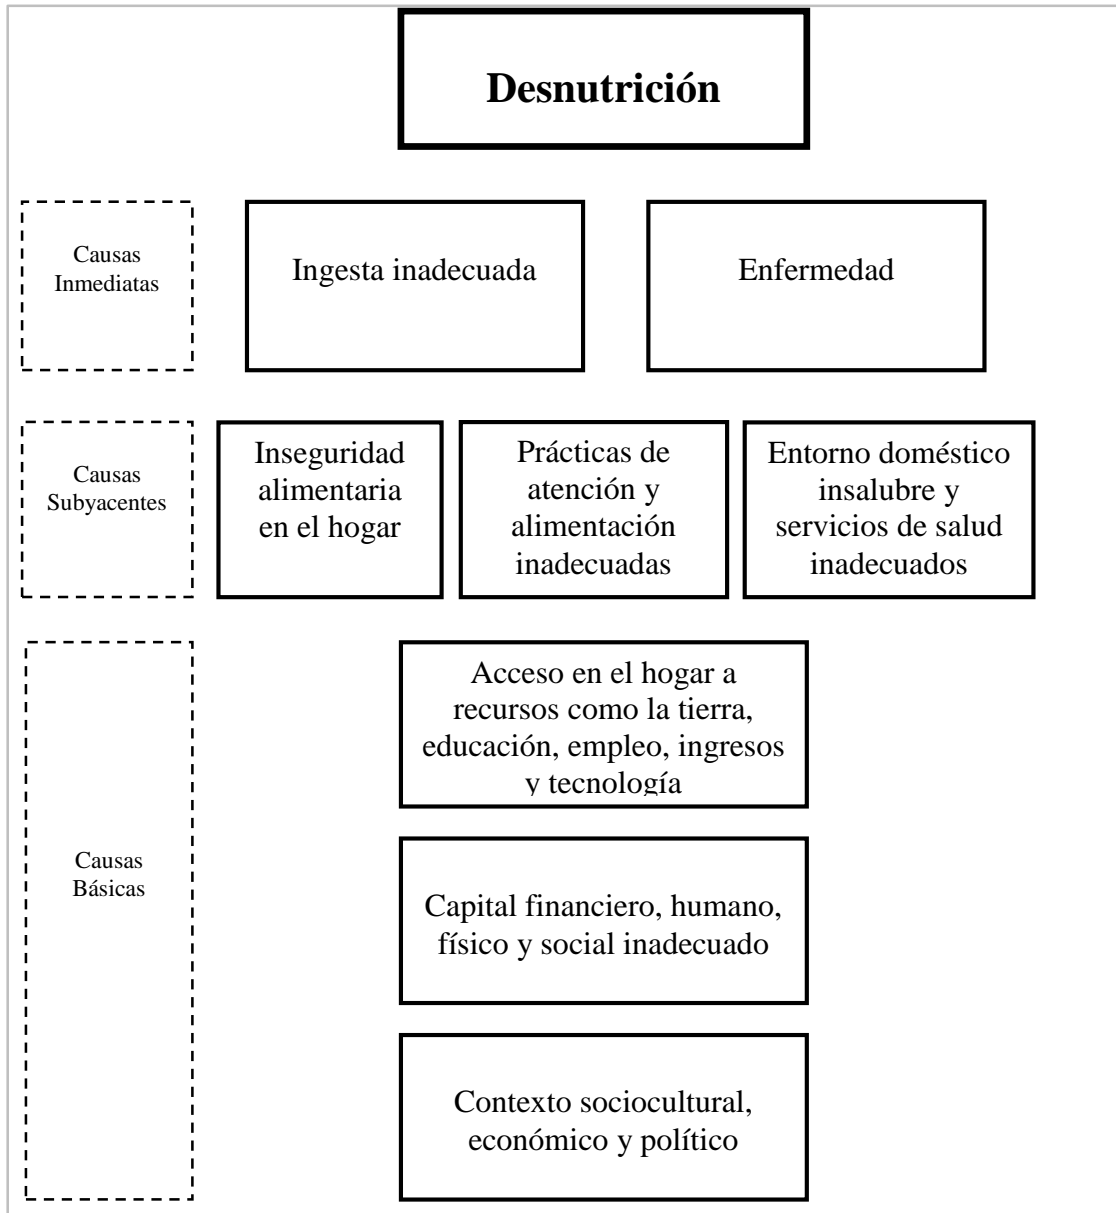 Desnutrición
Causas
Inmediatas
Ingesta inadecuada
Enfermedad
Causas
Subyacentes
Inseguridad
alimentaria
en el hogar
Prácticas de
atención y
alimentación
inadecuadas
Entorno doméstico
insalubre y
servicios de salud
inadecuados
Causas
Básicas
Acceso en el hogar a
recursos como la tierra,
educación, empleo, ingresos
y tecnología
Capital financiero, humano,
físico y social inadecuado
Contexto sociocultural,
económico y político